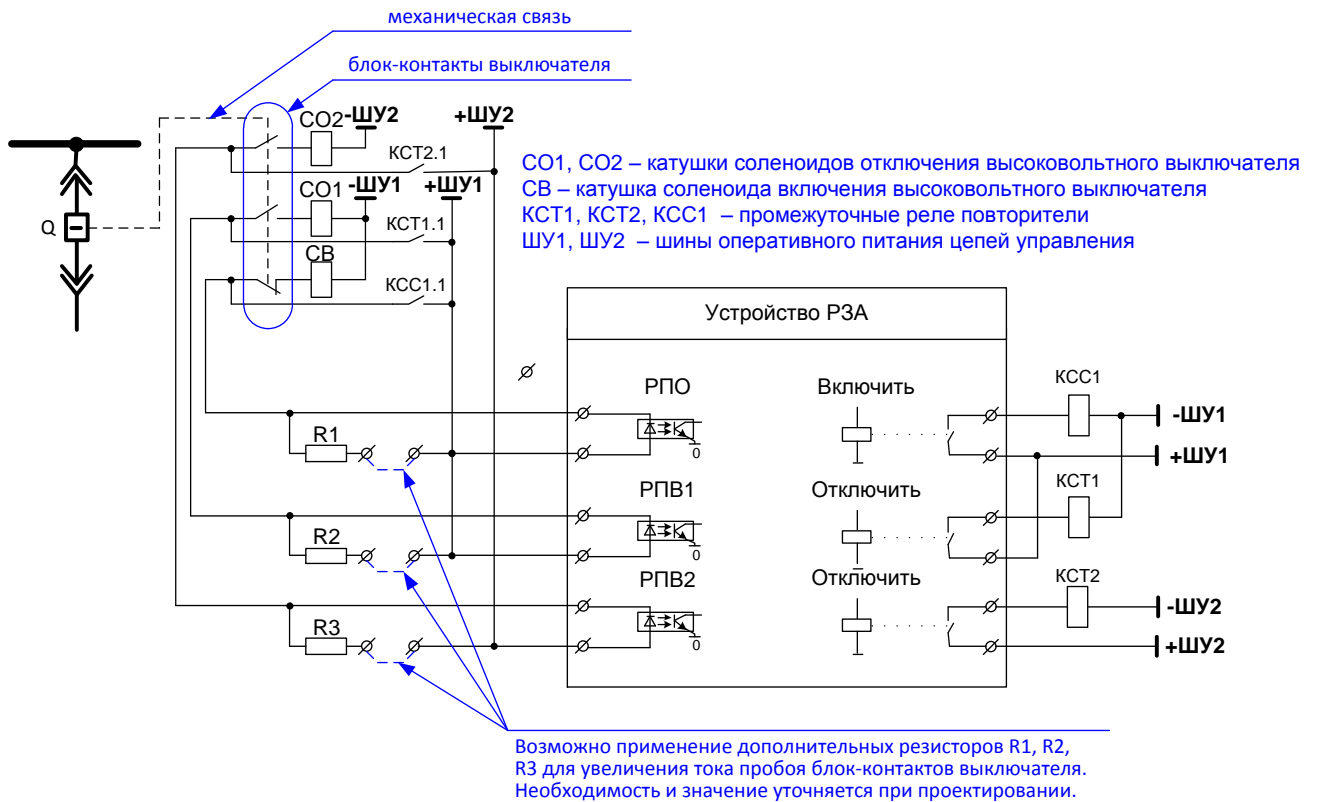 механическая связь
блок-контакты выключателя
СО2
-ШУ2
+ШУ2
КСТ2.1
СО1
-ШУ1
+ШУ1
КСТ1.1
СВ
КСС1.1
Q
СО1, СО2 – катушки соленоидов отключения высоковольтного выключателя
СВ – катушка соленоида включения высоковольтного выключателя
КСТ1, КСТ2, КСС1 – промежуточные реле повторители
ШУ1, ШУ2 – шины оперативного питания цепей управления
Устройство РЗА
РПО
Включить
КСС1
-ШУ1
+ШУ1
R1
0
РПВ1
Отключить
КСТ1
R2
0
РПВ2
Отключить
КСТ2
-ШУ2
+ШУ2
R3
0
Возможно применение дополнительных резисторов R1, R2,
R3 для увеличения тока пробоя блок-контактов выключателя.
Необходимость и значение уточняется при проектировании.